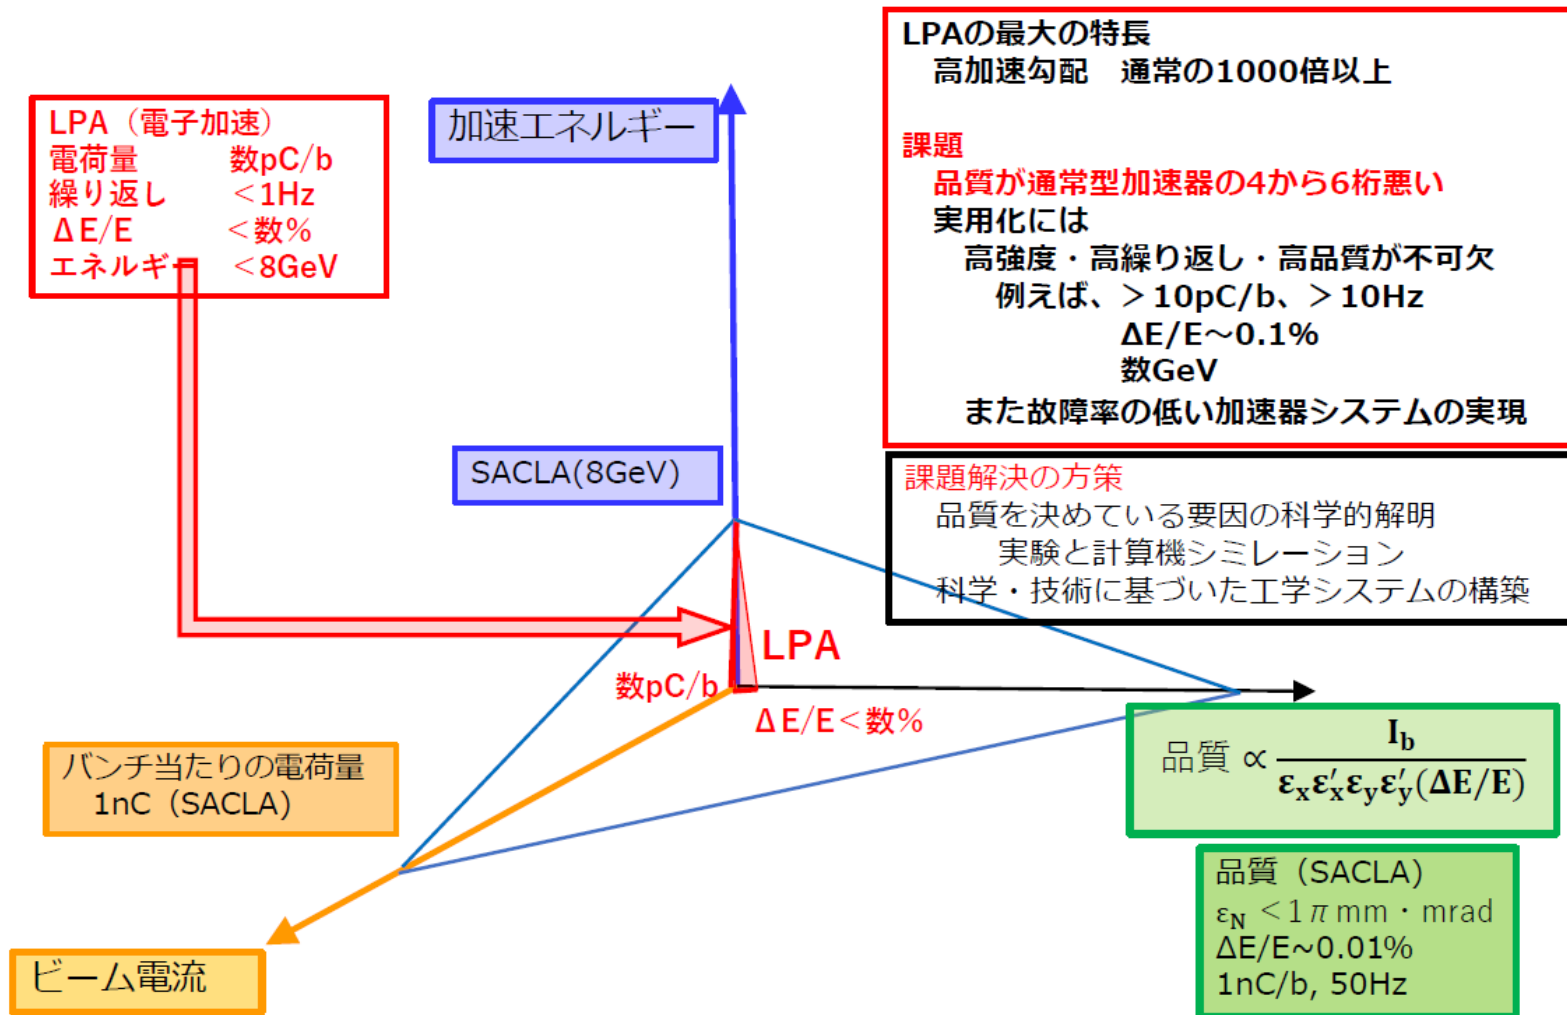 LPA（電子加速）
電荷量 数pC/b
繰り返し ＜1Hz
ΔE/E ＜数%
エネルギー ＜8GeV
加速エネルギー
LPAの最大の特長
高加速勾配 通常の1000倍以上
課題
品質が通常型加速器の4から6桁悪い
実用化には
高強度・高繰り返し・高品質が不可欠
例えば、＞10pC/b、＞10Hz
ΔE/E～0.1%
数GeV
また故障率の低い加速器システムの実現
SACLA(8GeV)
課題解決の方策
品質を決めている要因の科学的解明
実験と計算機シミレーション
科学・技術に基づいた工学システムの構築
LPA
数pC/b
ΔE/E＜数%
バンチ当たりの電荷量
1nC（SACLA）
品質 ∝ I_b / ε_x ε′_x ε_y ε′_y (ΔE/E)
品質（SACLA）
ε_N ＜1π mm・mrad
ΔE/E~0.01%
1nC/b, 50Hz
ビーム電流